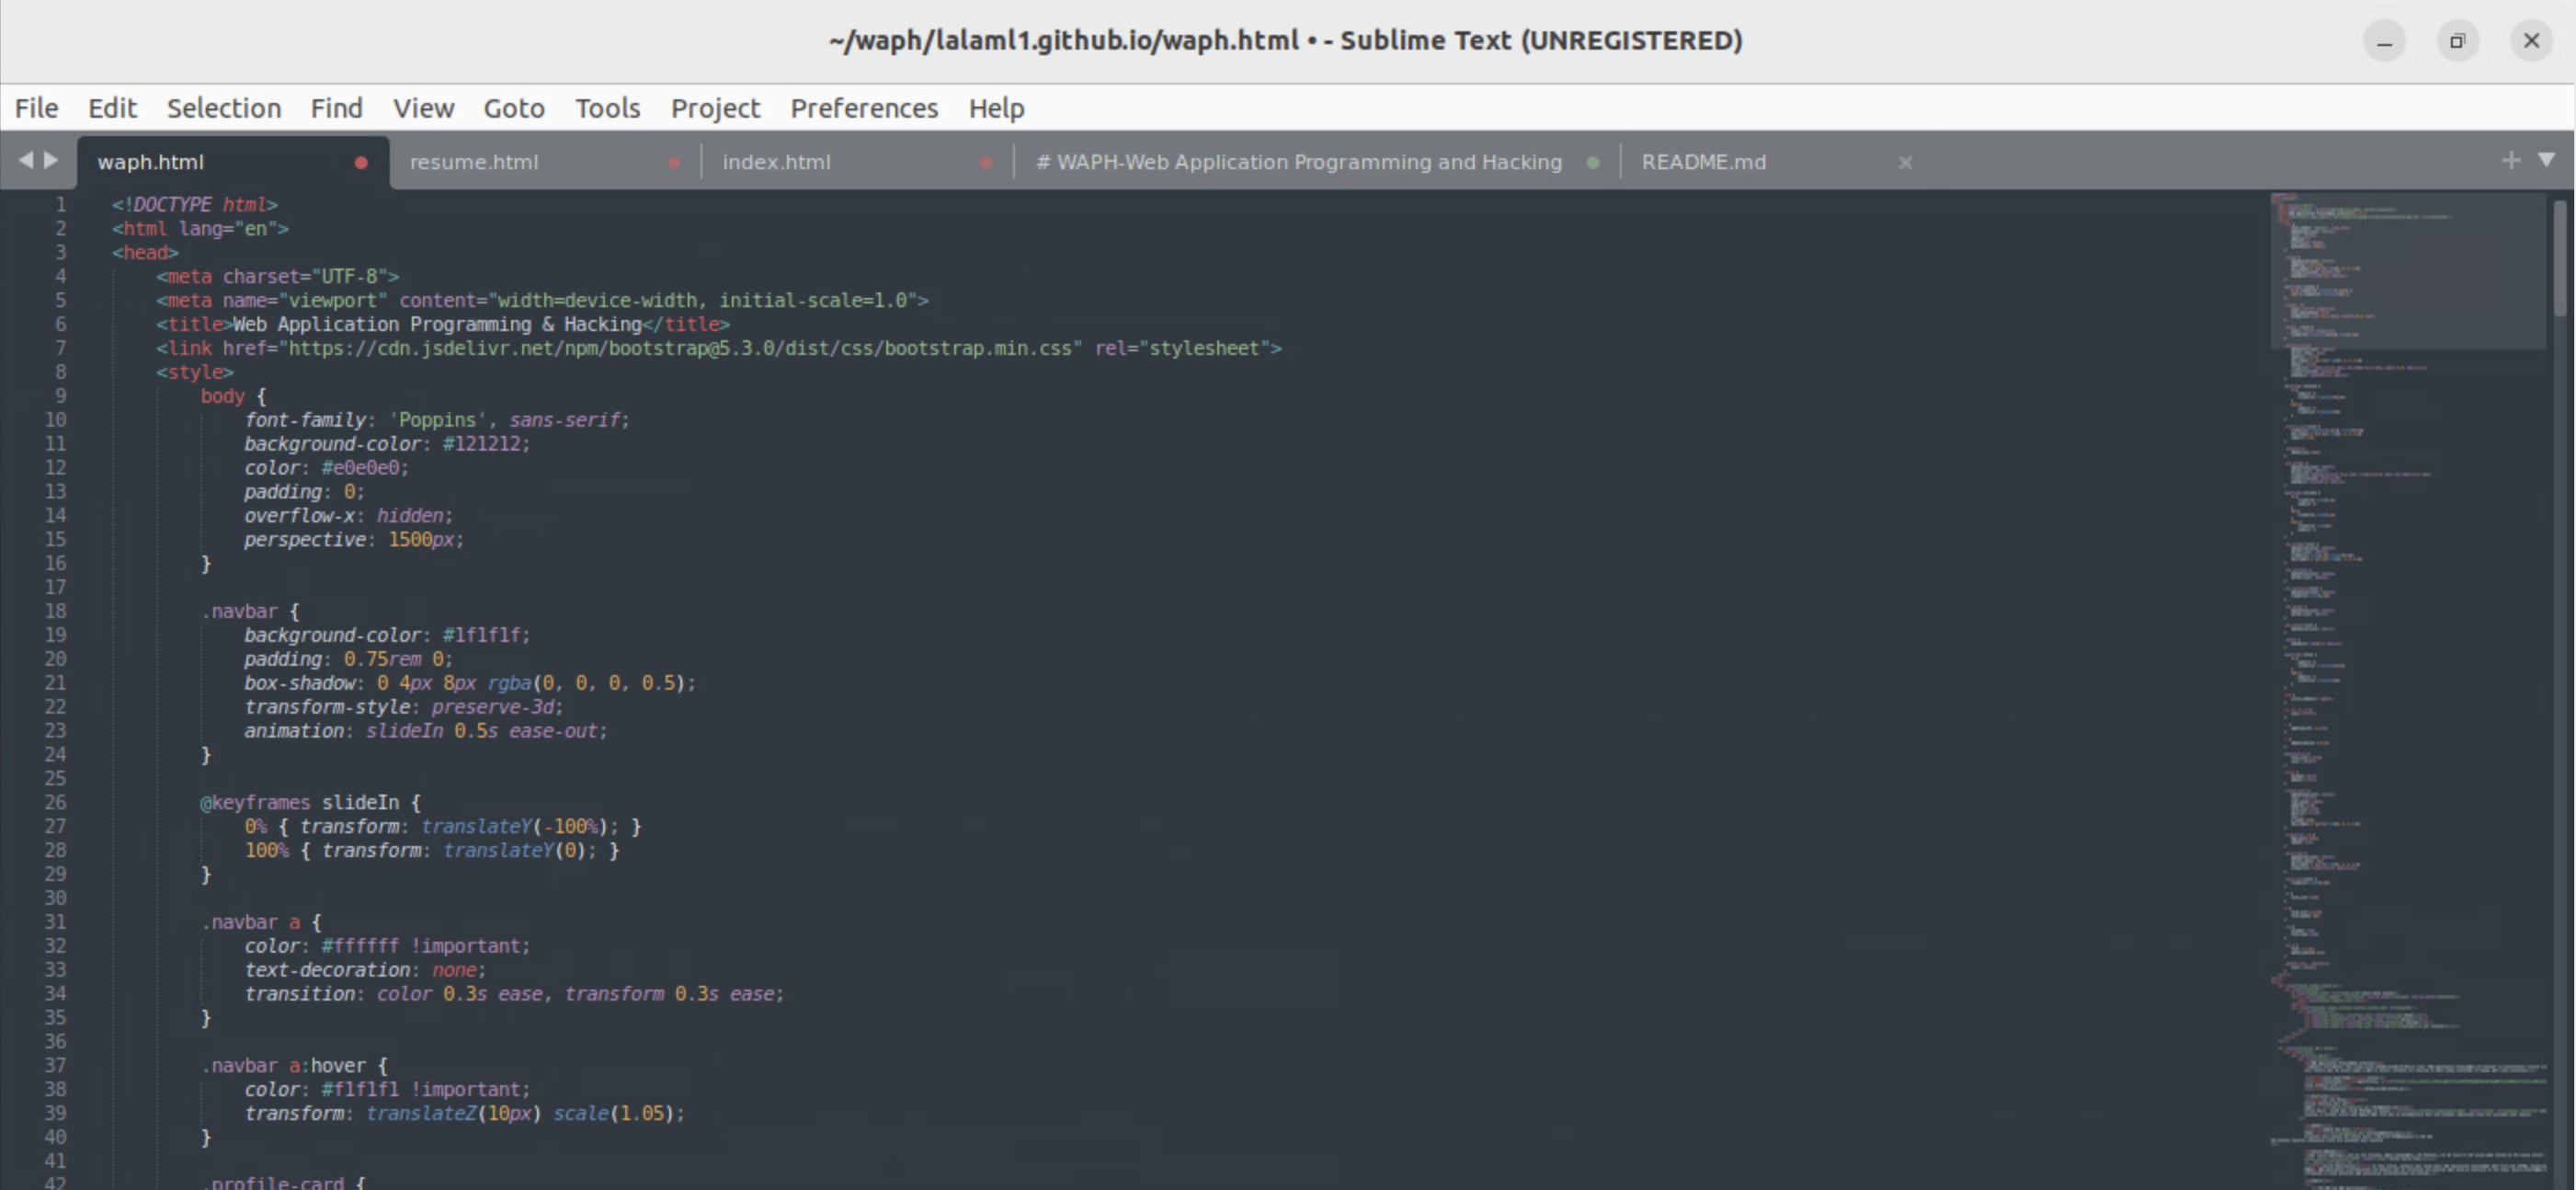 ~/waph/lalaml1.github.io/waph.html • - Sublime Text (UNREGISTERED)
File Edit Selection Find View Goto Tools Project Preferences Help
waph.html resume.html index.html # WAPH-Web Application Programming and Hacking README.md
1 <!DOCTYPE html>
2 <html lang="en">
3 <head>
4     <meta charset="UTF-8">
5     <meta name="viewport" content="width=device-width, initial-scale=1.0">
6     <title>Web Application Programming & Hacking</title>
7     <link href="https://cdn.jsdelivr.net/npm/bootstrap@5.3.0/dist/css/bootstrap.min.css" rel="stylesheet">
8     <style>
9         body {
10             font-family: 'Poppins', sans-serif;
11             background-color: #121212;
12             color: #e0e0e0;
13             padding: 0;
14             overflow-x: hidden;
15             perspective: 1500px;
16         }
17
18         .navbar {
19             background-color: #1f1f1f;
20             padding: 0.75rem 0;
21             box-shadow: 0 4px 8px rgba(0, 0, 0, 0.5);
22             transform-style: preserve-3d;
23             animation: slideIn 0.5s ease-out;
24         }
25
26         @keyframes slideIn {
27             0% { transform: translateY(-100%); }
28             100% { transform: translateY(0); }
29         }
30
31         .navbar a {
32             color: #ffffff !important;
33             text-decoration: none;
34             transition: color 0.3s ease, transform 0.3s ease;
35         }
36
37         .navbar a:hover {
38             color: #f1f1f1 !important;
39             transform: translateZ(10px) scale(1.05);
40         }
41
42         .profile-card {